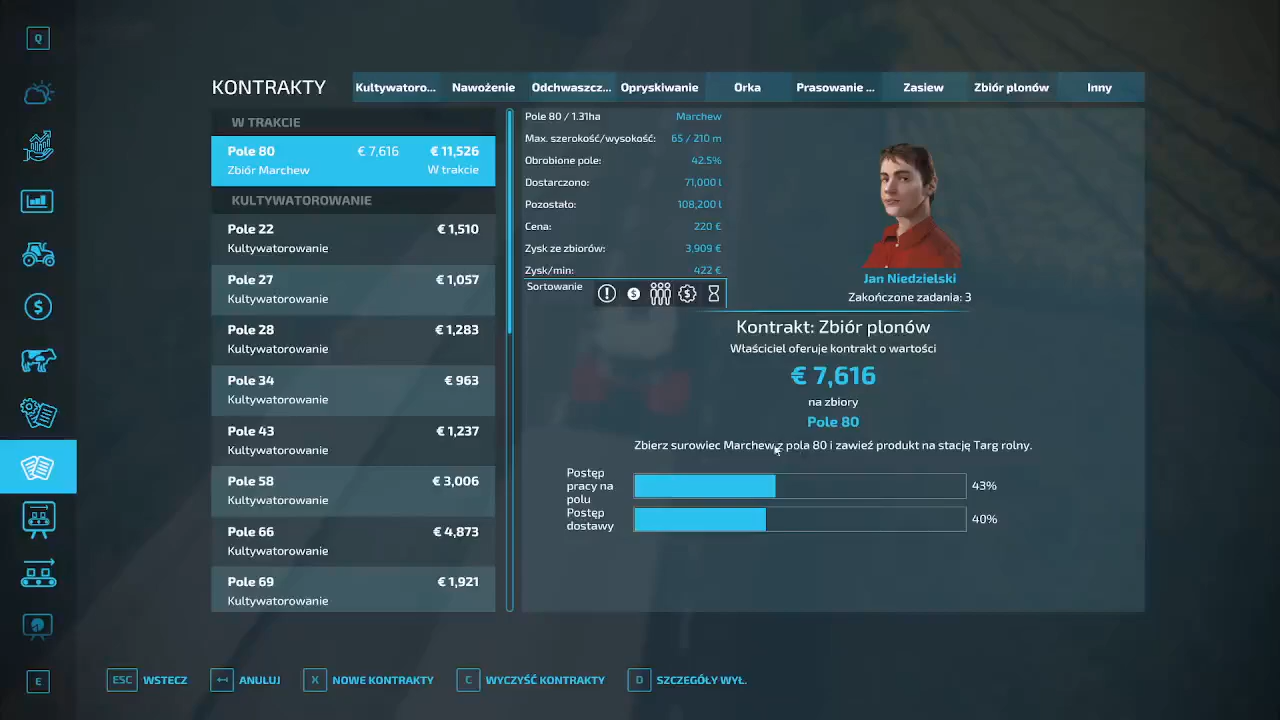 Q
KONTRAKTY
Kultywatoro... Nawożenie Odchwaszcz... Opryskiwanie Orka Prasowanie ... Zasiew Zbiór plonów Inny
W TRAKCIE
Pole 80 € 7,616 € 11,526
Zbiór Marchew W trakcie
KULTYWATOROWANIE
Pole 22 € 1,510
Kultywatorowanie
Pole 27 € 1,057
Kultywatorowanie
Pole 28 € 1,283
Kultywatorowanie
Pole 34 € 963
Kultywatorowanie
Pole 43 € 1,237
Kultywatorowanie
Pole 58 € 3,006
Kultywatorowanie
Pole 66 € 4,873
Kultywatorowanie
Pole 69 € 1,921
Kultywatorowanie
Pole 80 / 1.31ha Marchew
Max. szerokość/wysokość: 65 / 210 m
Obrobione pole: 42.5%
Dostarczono: 71,000 l
Pozostało: 108,200 l
Cena: 220 €
Zysk ze zbiorów: 3,909 €
Zysk/min: 422 €
Sortowanie
Jan Niedzielski
Zakończone zadania: 3
Kontrakt: Zbiór plonów
Właściciel oferuje kontrakt o wartości
€ 7,616
na zbiory
Pole 80
Zbierz surowiec Marchew z pola 80 i zawieź produkt na stację Targ rolny.
Postęp
pracy na
polu
43%
Postęp
dostawy
40%
E
ESC WSTECZ ANULUJ X NOWE KONTRAKTY C WYCZYŚĆ KONTRAKTY D SZCZEGÓŁY WYŁ.